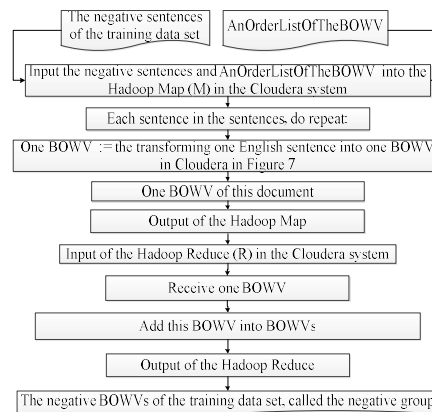 The negative sentences
of the training data set
AnOrderListOfTheBOWV
Input the negative sentences and AnOrderListOfTheBOWV into the
Hadoop Map (M) in the Cloudera system
Each sentence in the sentences, do repeat:
One BOWV := the transforming one English sentence into one BOWV
in Cloudera in Figure 7
One BOWV of this document
Output of the Hadoop Map
Input of the Hadoop Reduce (R) in the Cloudera system
Receive one BOWV
Add this BOWV into BOWVs
Output of the Hadoop Reduce
The negative BOWVs of the training data set, called the negative group